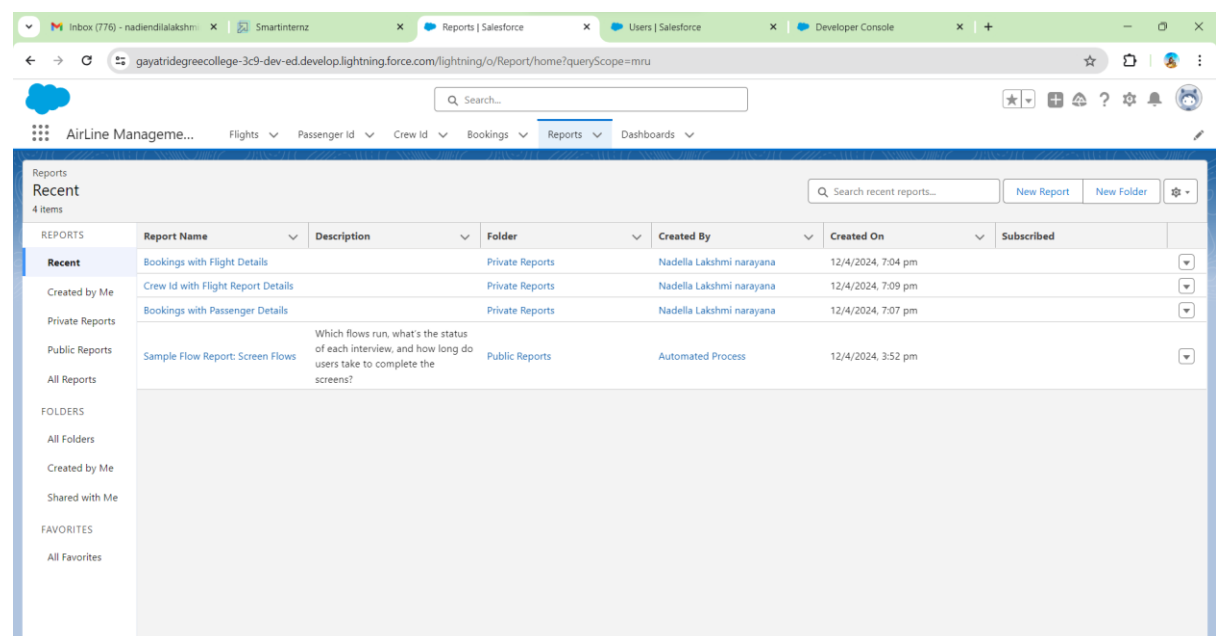 Inbox (776) - nadiendilalakshm
Smartinternz
Reports | Salesforce
Users | Salesforce
Developer Console
gayatridegreecollege-3c9-dev-ed.develop.lightning.force.com/lightning/o/Report/home?queryScope=mru
Search...
AirLine Manageme... Flights Passenger Id Crew Id Bookings Reports Dashboards
Reports
Recent
4 items
Search recent reports...
New Report
New Folder
REPORTS
Recent
Created by Me
Private Reports
Public Reports
All Reports
FOLDERS
All Folders
Created by Me
Shared with Me
FAVORITES
All Favorites
Report Name Description Folder Created By Created On Subscribed
Bookings with Flight Details Private Reports Nadella Lakshmi narayana 12/4/2024, 7:04 pm
Crew Id with Flight Report Details Private Reports Nadella Lakshmi narayana 12/4/2024, 7:09 pm
Bookings with Passenger Details Private Reports Nadella Lakshmi narayana 12/4/2024, 7:07 pm
Sample Flow Report: Screen Flows
Which flows run, what's the status
of each interview, and how long do
users take to complete the
screens?
Public Reports Automated Process 12/4/2024, 3:52 pm